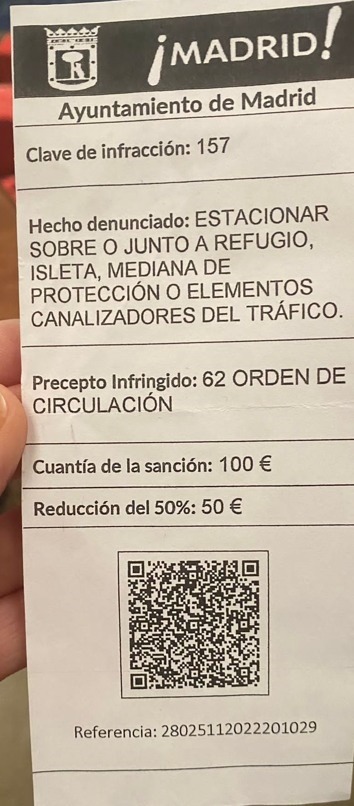 ¡MADRID!
Ayuntamiento de Madrid
Clave de infracción: 157
Hecho denunciado: ESTACIONAR
SOBRE O JUNTO A REFUGIO,
ISLETA, MEDIANA DE
PROTECCIÓN O ELEMENTOS
CANALIZADORES DEL TRÁFICO.
Precepto Infringido: 62 ORDEN DE
CIRCULACIÓN
Cuantía de la sanción: 100 €
Reducción del 50%: 50 €
Referencia: 28025112022201029